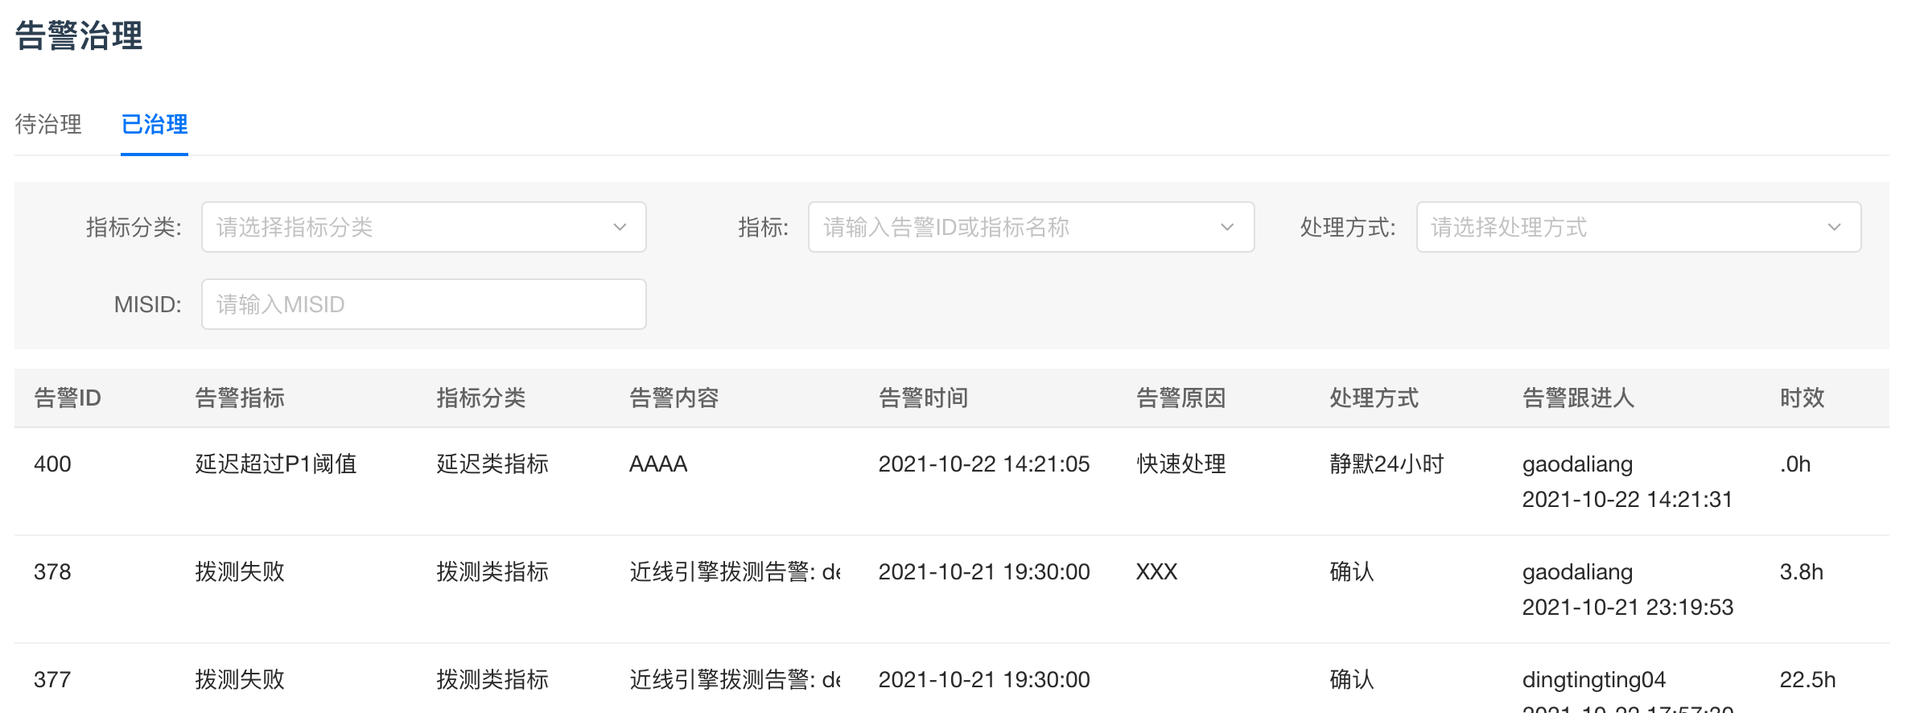 告警治理
待治理 已治理
指标分类: 请选择指标分类 指标: 请输入告警ID或指标名称 处理方式: 请选择处理方式
MISID: 请输入MISID
告警ID 告警指标 指标分类 告警内容 告警时间 告警原因 处理方式 告警跟进人 时效
400 延迟超过P1阈值 延迟类指标 AAAA 2021-10-22 14:21:05 快速处理 静默24小时 gaodaliang .0h
2021-10-22 14:21:31
378 拨测失败 拨测类指标 近线引擎拨测告警: de 2021-10-21 19:30:00 XXX 确认 gaodaliang 3.8h
2021-10-21 23:19:53
377 拨测失败 拨测类指标 近线引擎拨测告警: de 2021-10-21 19:30:00 确认 dingtingting04 22.5h